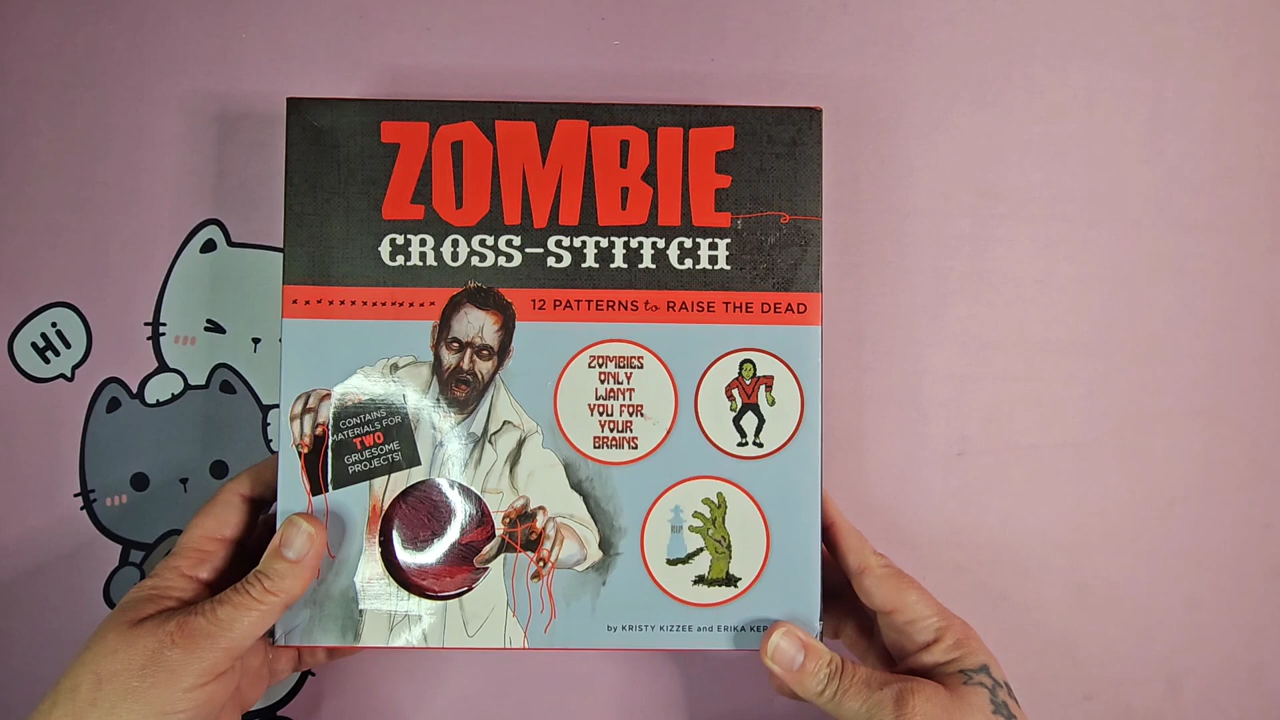 ZOMBIE
CROSS-STITCH
12 PATTERNS to RAISE THE DEAD
CONTAINS
MATERIALS FOR
TWO
GRUESOME
PROJECTS!
ZOMBIES
ONLY
WANT
YOU FOR
YOUR
BRAINS
RIP
by KRISTY KIZZEE and ERIKA
Hi